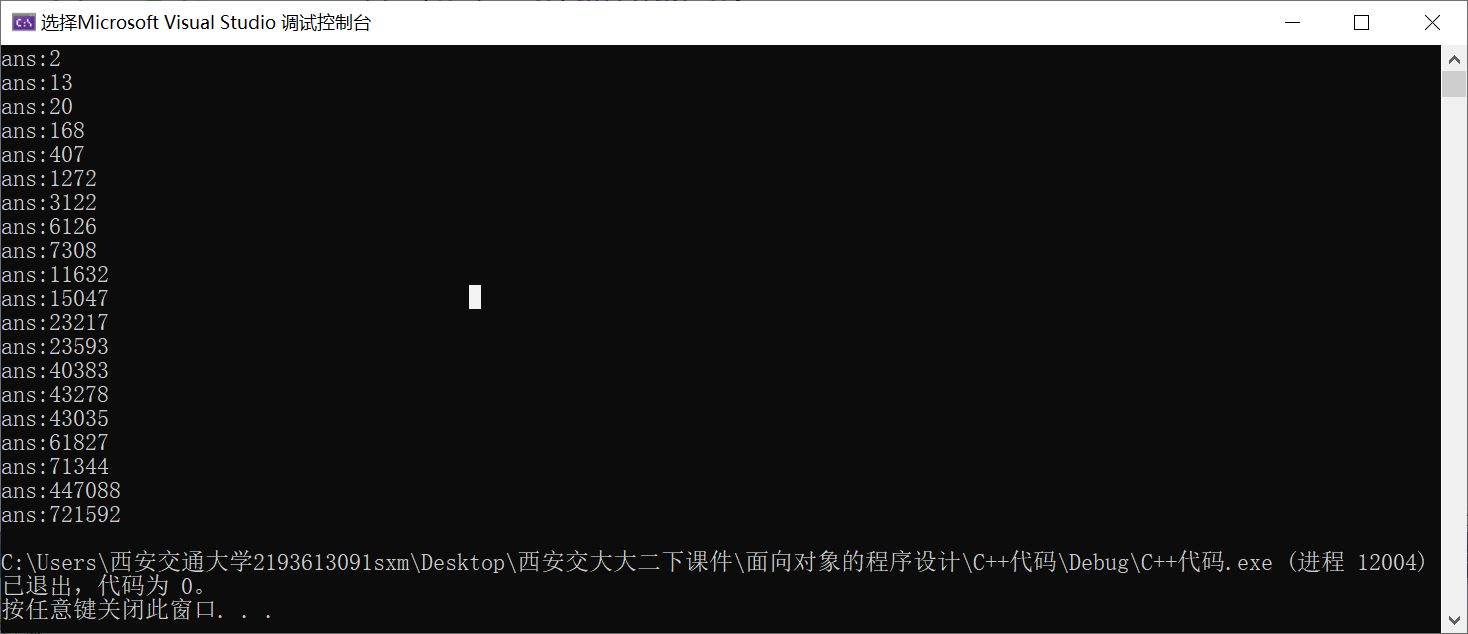 选择Microsoft Visual Studio 调试控制台
ans:2
ans:13
ans:20
ans:168
ans:407
ans:1272
ans:3122
ans:6126
ans:7308
ans:11632
ans:15047
ans:23217
ans:23593
ans:40383
ans:43278
ans:43035
ans:61827
ans:71344
ans:447088
ans:721592
C:\Users\西安交通大学2193613091sxm\Desktop\西安交大大二下课件\面向对象的程序设计\C++代码\Debug\C++代码.exe (进程 12004)
已退出，代码为 0。
按任意键关闭此窗口. . .